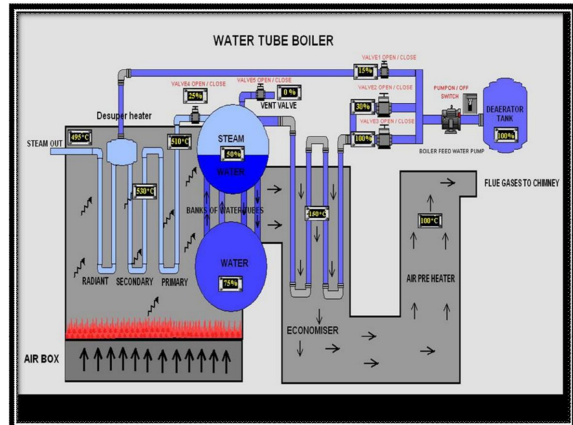 WATER TUBE BOILER
VALVE1 OPEN / CLOSE
15%
VALVE4 OPEN / CLOSE
VALVE5 OPEN / CLOSE
25%
0 %
VENT VALVE
VALVE2 OPEN / CLOSE
30%
VALVE3 OPEN / CLOSE
100%
PUMP ON / OFF
SWITCH
DEAERATOR
TANK
100%
BOILER FEED WATER PUMP
Desuper heater
495°C
STEAM OUT
510°C
STEAM
50%
WATER
530°C
BANKS OF WATER TUBES
WATER
75%
150°C
FLUE GASES TO CHIMNEY
100°C
AIR PRE HEATER
RADIANT
SECONDARY
PRIMARY
ECONOMISER
AIR BOX